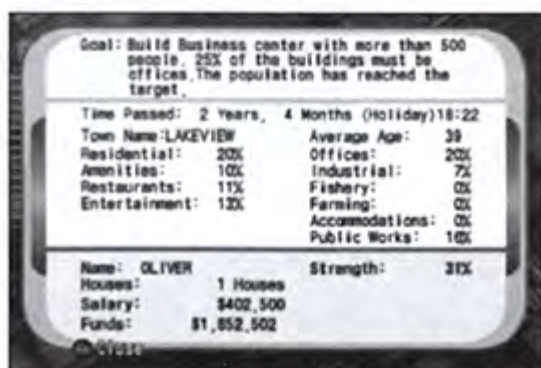 Goal: Build Business center with more than 500
people. 25% of the buildings must be
offices.The population has reached the
target.
Time Passed: 2 Years, 4 Months (Holiday)18:22
Town Name:LAKEVIEW Average Age: 39
Residential: 20% Offices: 20%
Amenities: 10% Industrial: 7%
Restaurants: 11% Fishery: 0%
Entertainment: 13% Farming: 0%
Accommodations: 0%
Public Works: 16%
Name: OLIVER Strength: 31%
Houses: 1 Houses
Salary: $402,500
Funds: $1,852,502
Close